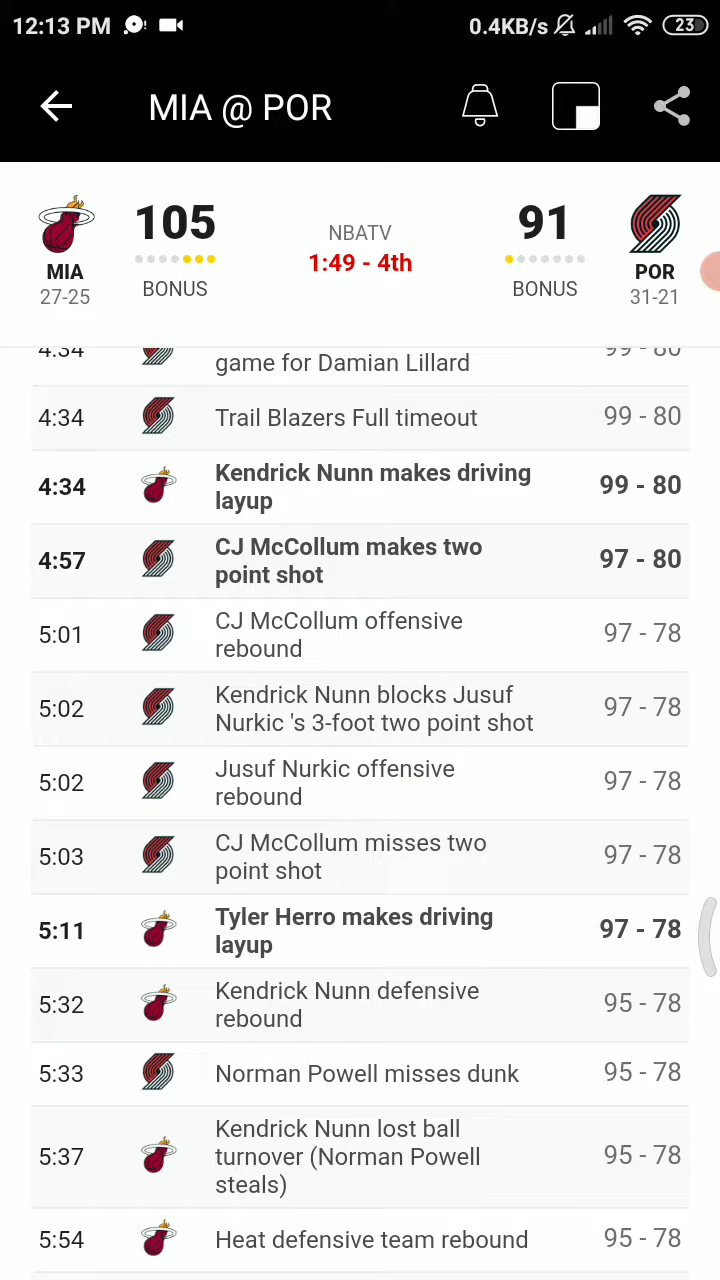 12:13 PM 0.4KB/s 23
MIA @ POR
105 91
NBATV
1:49 - 4th
MIA BONUS BONUS POR
27-25 31-21
4:34 99 - 80
game for Damian Lillard
4:34 Trail Blazers Full timeout 99 - 80
4:34 Kendrick Nunn makes driving 99 - 80
layup
4:57 CJ McCollum makes two 97 - 80
point shot
5:01 CJ McCollum offensive 97 - 78
rebound
5:02 Kendrick Nunn blocks Jusuf 97 - 78
Nurkic 's 3-foot two point shot
5:02 Jusuf Nurkic offensive 97 - 78
rebound
5:03 CJ McCollum misses two 97 - 78
point shot
5:11 Tyler Herro makes driving 97 - 78
layup
5:32 Kendrick Nunn defensive 95 - 78
rebound
5:33 Norman Powell misses dunk 95 - 78
5:37 Kendrick Nunn lost ball 95 - 78
turnover (Norman Powell
steals)
5:54 Heat defensive team rebound 95 - 78